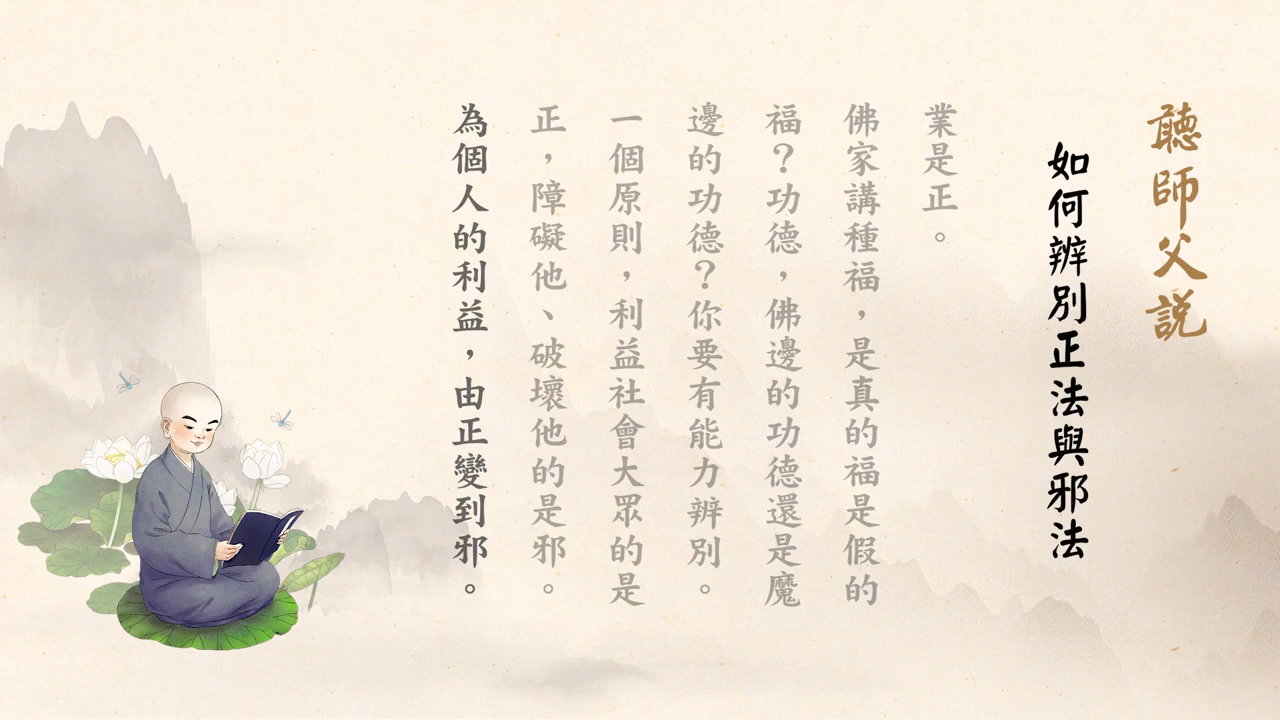 聽師父説
如何辨別正法與邪法
業是正。
佛家講種福，是真的福是假的
福？功德，佛邊的功德還是魔
邊的功德？你要有能力辨別。
一個原則，利益社會大眾的是
正，障礙他、破壞他的是邪。
為個人的利益，由正變到邪。